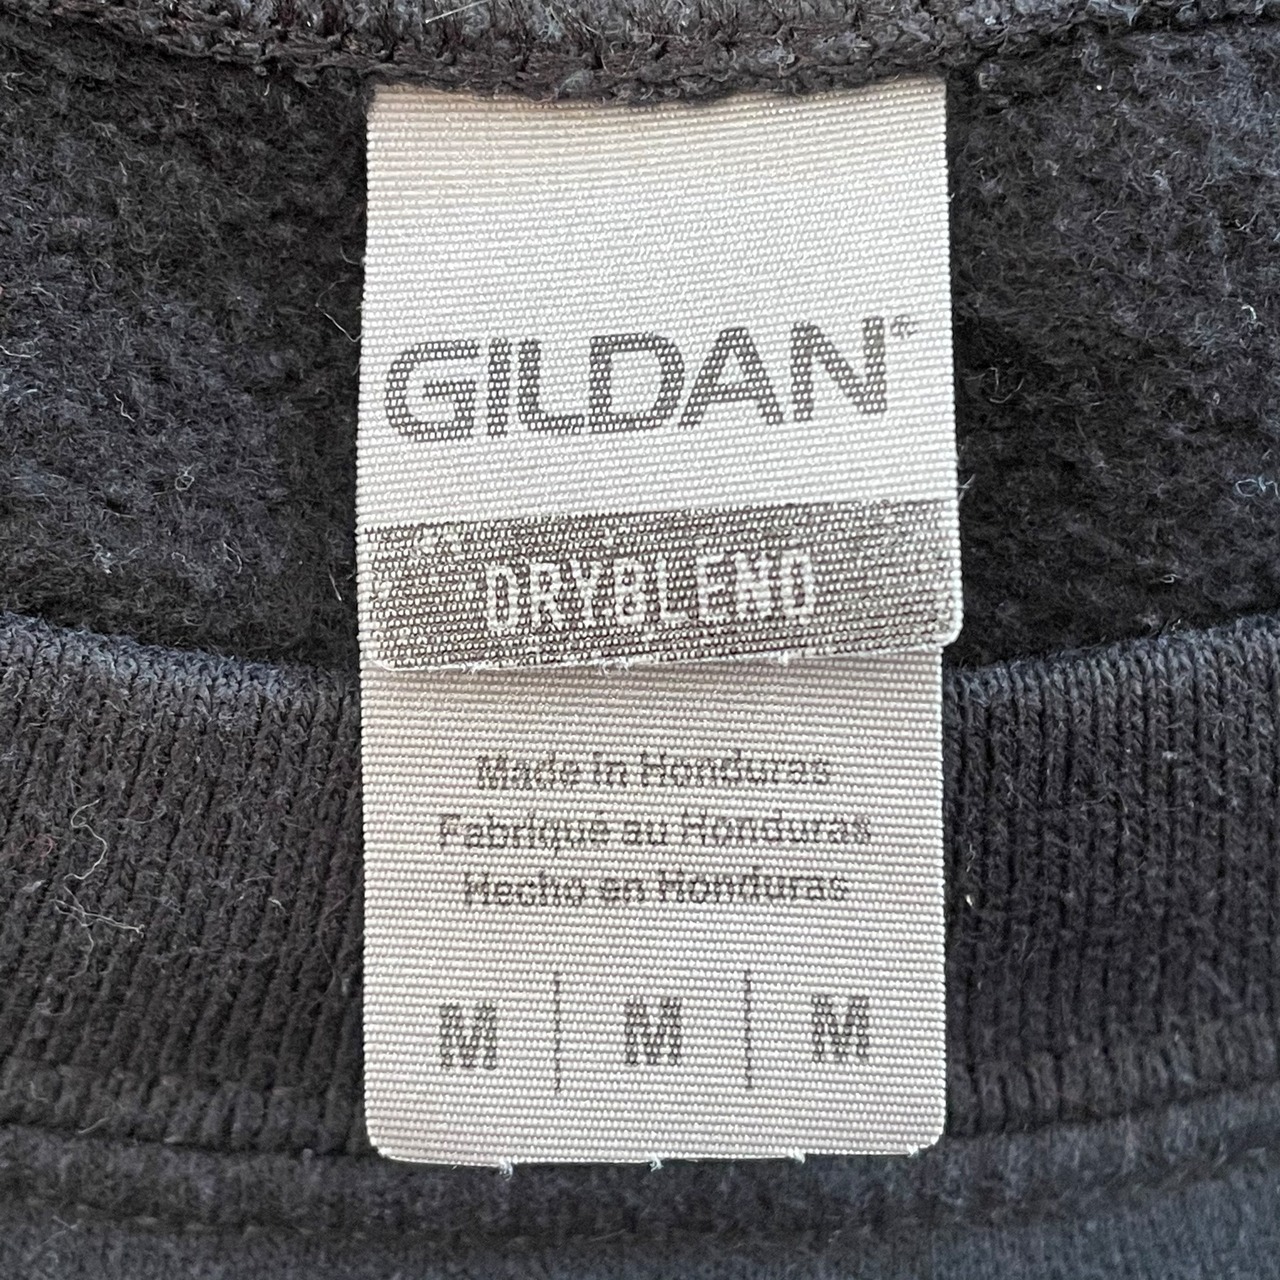 GILDAN®
DRYBLEND
Made in Honduras
Fabriqué au Honduras
Hecho en Honduras
M | M | M